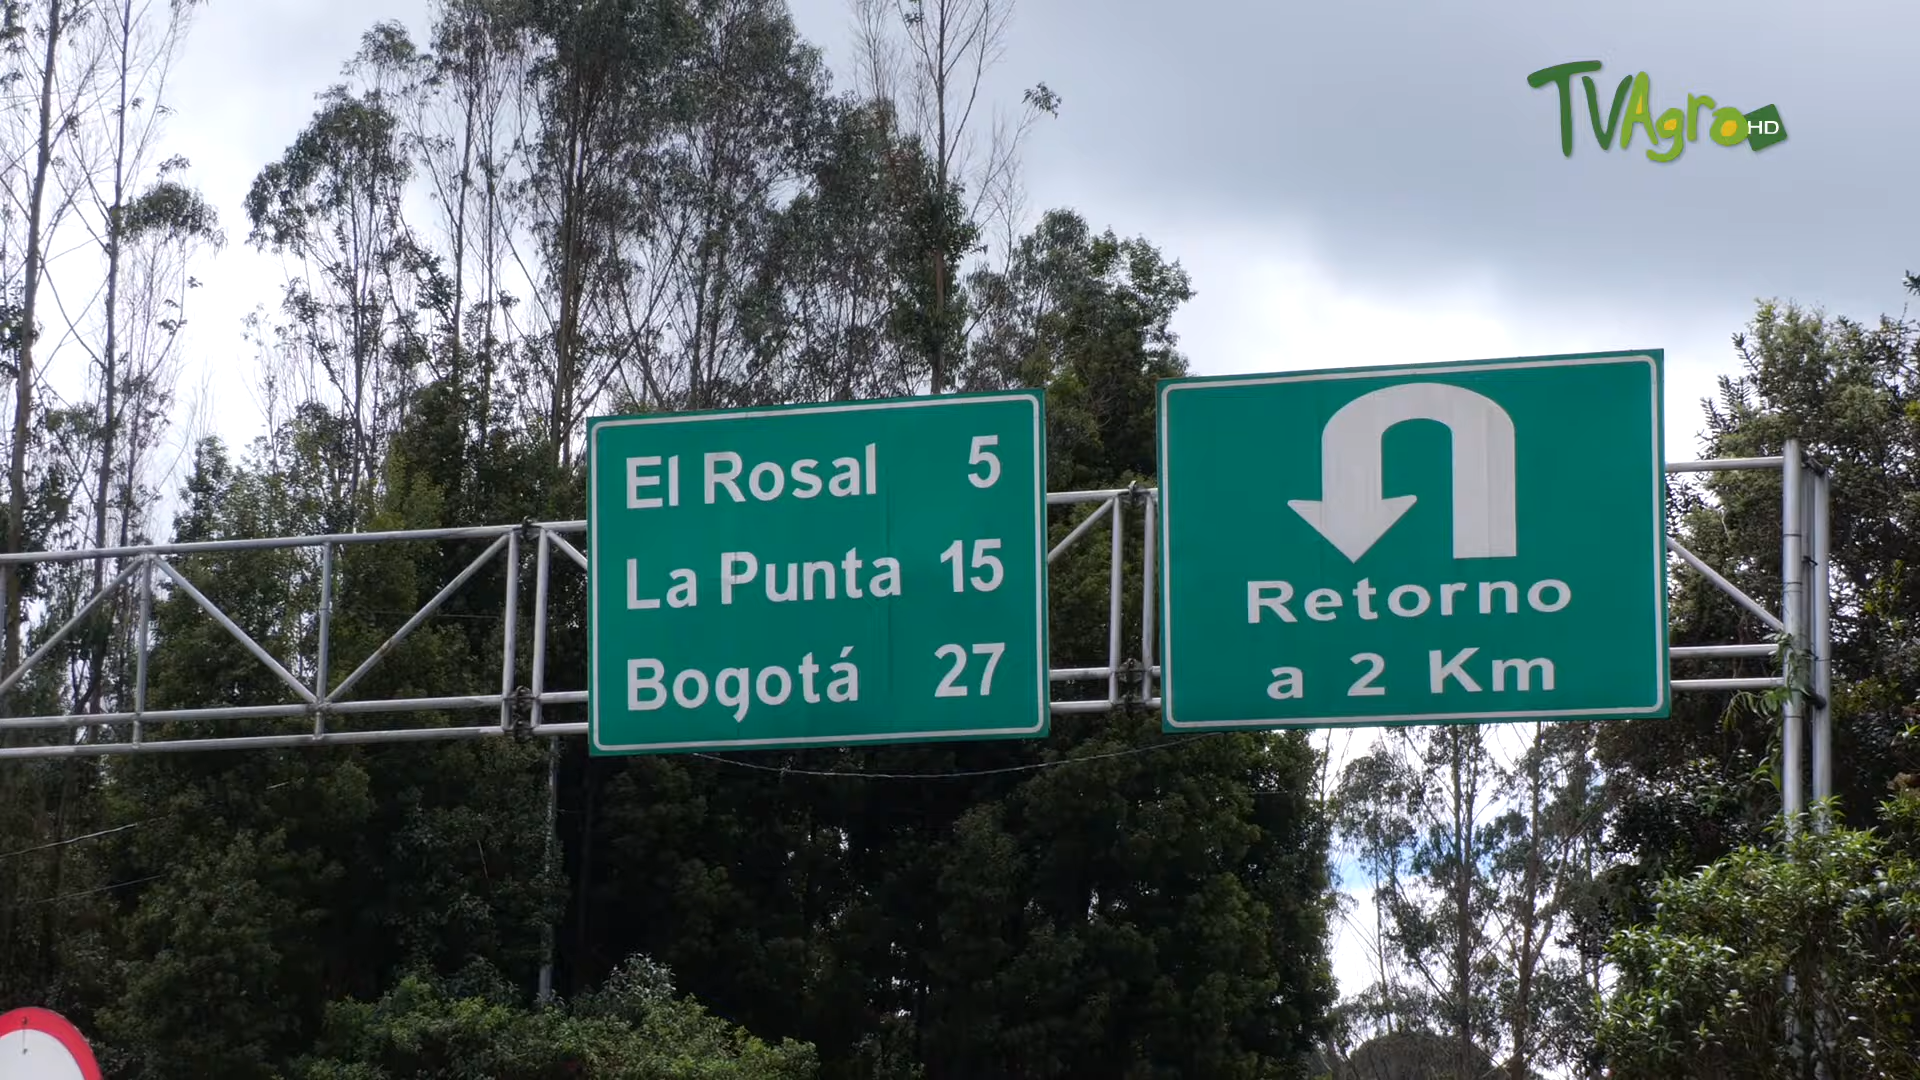 TVAgro HD
El Rosal 5
La Punta 15
Bogotá 27
Retorno
a 2 Km